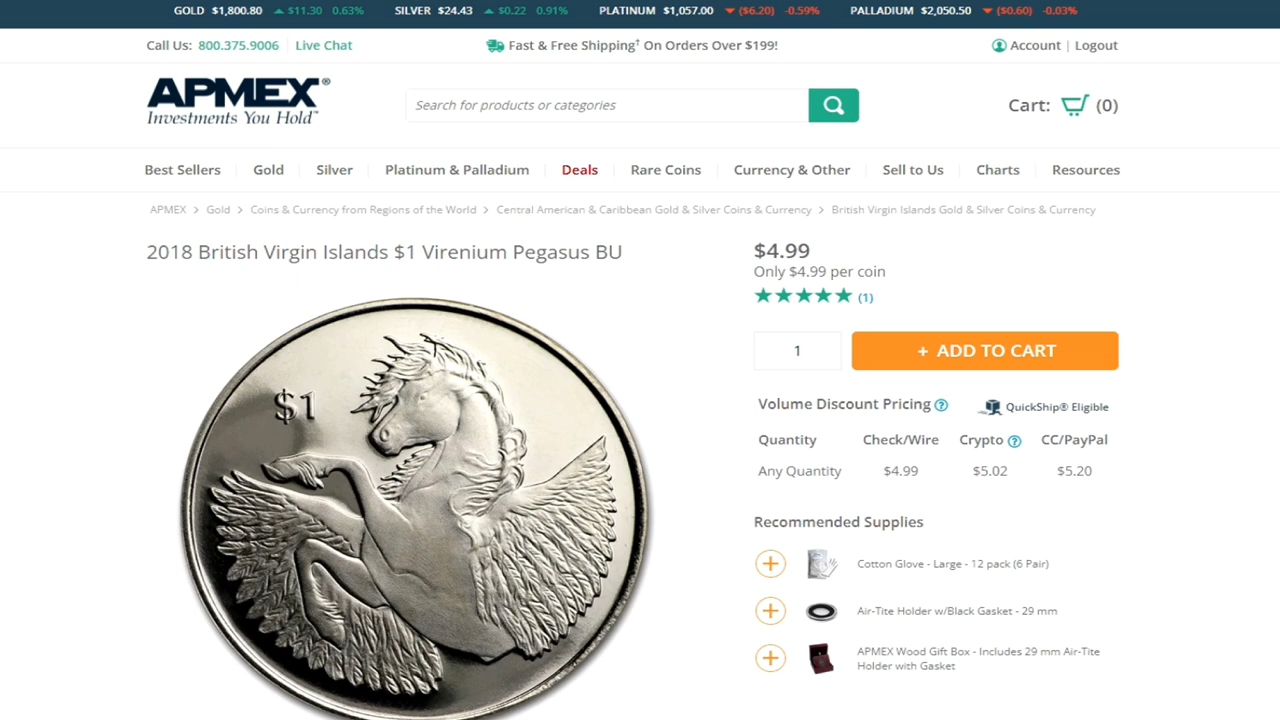 GOLD $1,800.80 $11.30 0.63% SILVER $24.43 $0.22 0.91% PLATINUM $1,057.00 ($6.20) -0.59% PALLADIUM $2,050.50 ($0.60) -0.03%
Call Us: 800.375.9006 | Live Chat Fast & Free Shipping† On Orders Over $199! Account | Logout
APMEX®
Investments You Hold™
Search for products or categories
Cart: (0)
Best Sellers Gold Silver Platinum & Palladium Deals Rare Coins Currency & Other Sell to Us Charts Resources
APMEX > Gold > Coins & Currency from Regions of the World > Central American & Caribbean Gold & Silver Coins & Currency > British Virgin Islands Gold & Silver Coins & Currency
2018 British Virgin Islands $1 Virenium Pegasus BU
$1
$4.99
Only $4.99 per coin
(1)
1
+ ADD TO CART
Volume Discount Pricing ? QuickShip® Eligible
Quantity Check/Wire Crypto ? CC/PayPal
Any Quantity $4.99 $5.02 $5.20
Recommended Supplies
Cotton Glove - Large - 12 pack (6 Pair)
Air-Tite Holder w/Black Gasket - 29 mm
APMEX Wood Gift Box - Includes 29 mm Air-Tite
Holder with Gasket